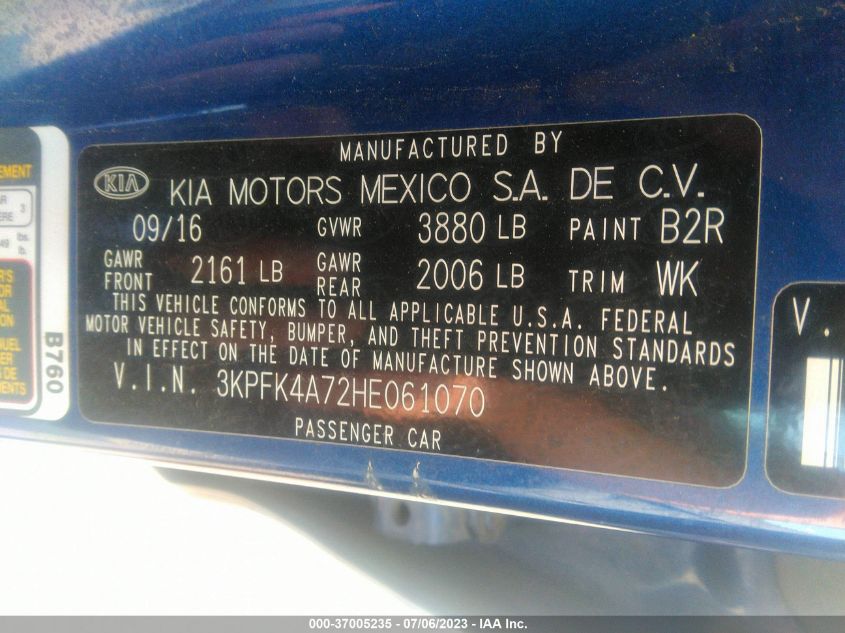 MANUFACTURED BY
KIA KIA MOTORS MEXICO S.A. DE C.V.
09/16 GVWR 3880 LB PAINT B2R
GAWR FRONT 2161 LB GAWR REAR 2006 LB TRIM WK
THIS VEHICLE CONFORMS TO ALL APPLICABLE U.S.A. FEDERAL
MOTOR VEHICLE SAFETY, BUMPER, AND THEFT PREVENTION STANDARDS
IN EFFECT ON THE DATE OF MANUFACTURE SHOWN ABOVE.
V.I.N. 3KPFK4A72HE061070
PASSENGER CAR
B760
V.
000-37005235 - 07/06/2023 - IAA Inc.